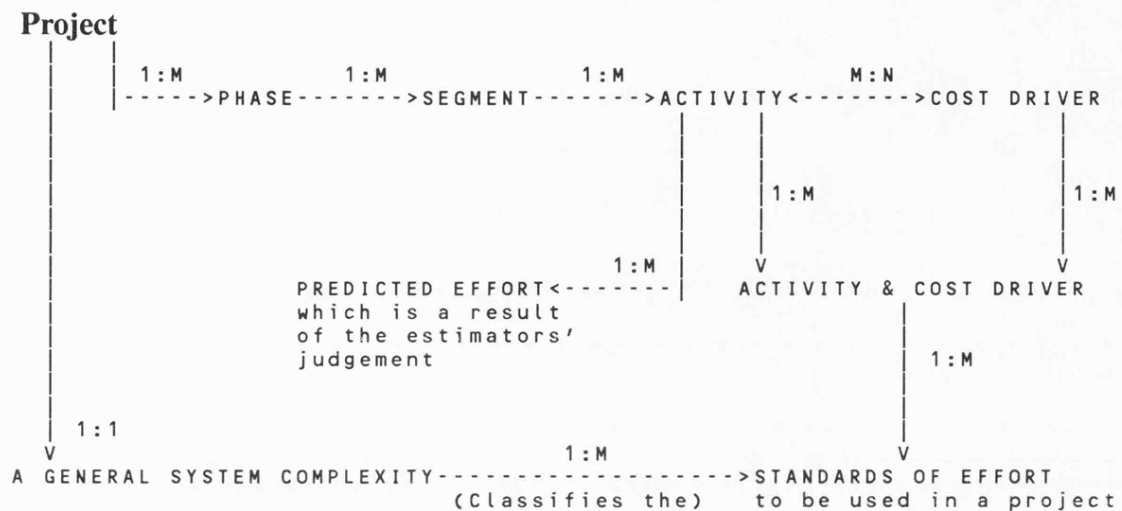 Project
1:M 1:M 1:M M:N
PHASE SEGMENT ACTIVITY COST DRIVER
1:M 1:M
1:M
PREDICTED EFFORT ACTIVITY & COST DRIVER
which is a result
of the estimators'
judgement
1:M
1:1
1:M
A GENERAL SYSTEM COMPLEXITY STANDARDS OF EFFORT
(Classifies the) to be used in a project